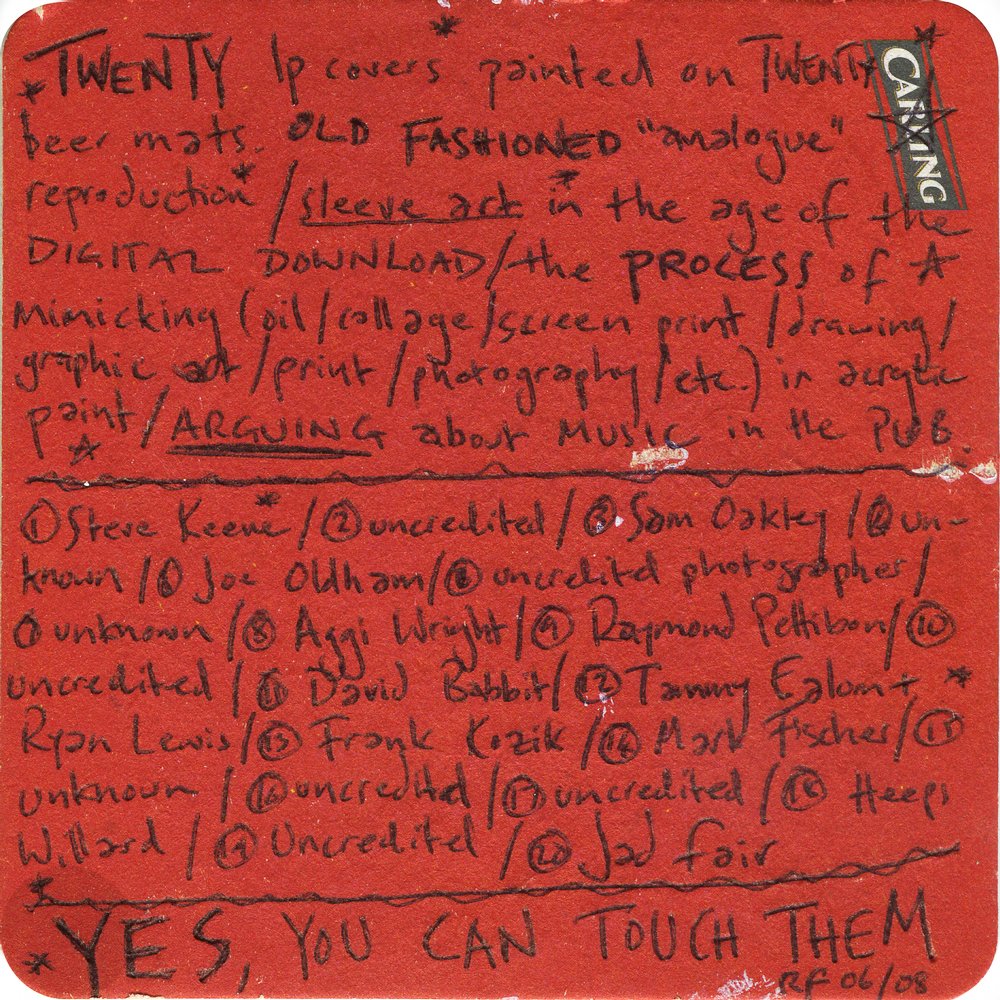 *TWENTY lp covers* painted on TWENTY*
beer mats. OLD FASHIONED "analogue"
CARMING
reproduction* / sleeve art in* the age of the
DIGITAL DOWNLOAD/the PROCESS of ☆
mimicking (oil/collage/screen print/drawing/
graphic art/print/photography/etc.) in acrylic
paint/ARGUING about MUSIC in the PUB.
☆
① Steve Keene*/② uncredited/③ Sam Oakley/④ un-
known/⑤ Joe Oldham/⑥ uncredited photographer/
⑦ unknown/⑧ Aggi Wright/⑨ Raymond Pettibon/⑩
uncredited/⑪ David Babbit/⑫ Tammy Ealom + *
Ryan Lewis/⑬ Frank Kozik/⑭ Mark Fischer/⑮
unknown/⑯ uncredited/⑰ uncredited/⑱ Heeps
Willard/⑲ Uncredited/⑳ Jad fair
*YES, YOU CAN TOUCH THEM
RF 06/08